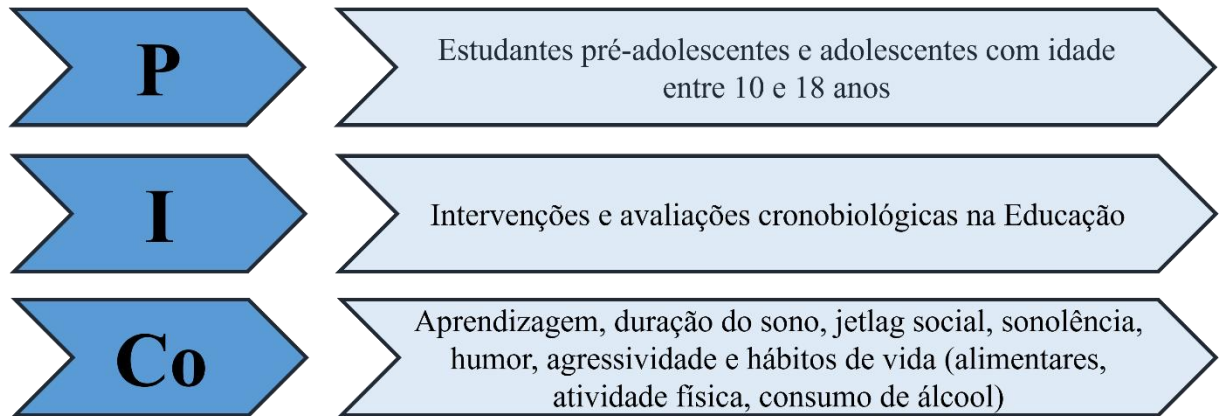 P
Estudantes pré-adolescentes e adolescentes com idade
entre 10 e 18 anos
I
Intervenções e avaliações cronobiológicas na Educação
Co
Aprendizagem, duração do sono, jetlag social, sonolência,
humor, agressividade e hábitos de vida (alimentares,
atividade física, consumo de álcool)